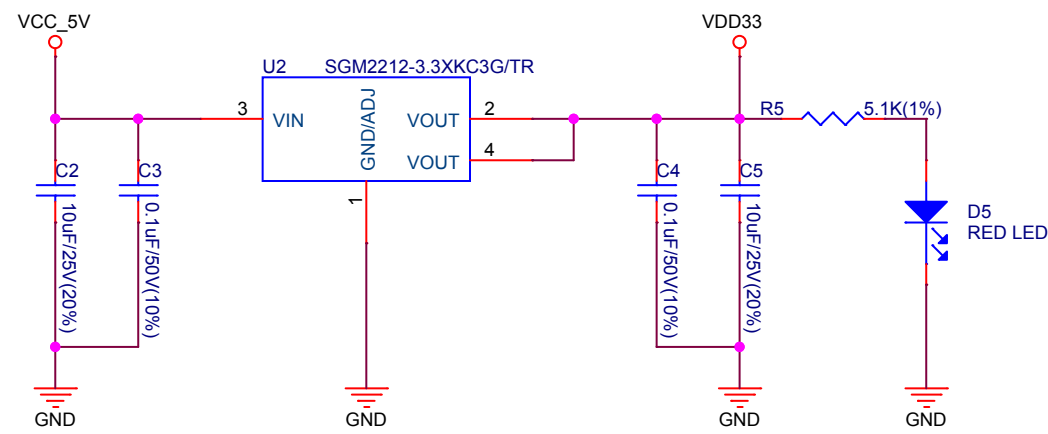 VCC_5V
VDD33
U2
SGM2212-3.3XKC3G/TR
3
VIN
GND/ADJ
VOUT
2
VOUT
4
1
R5
5.1K(1%)
C2
10uF/25V(20%)
C3
0.1uF/50V(10%)
C4
0.1uF/50V(10%)
C5
10uF/25V(20%)
D5
RED LED
GND
GND
GND
GND